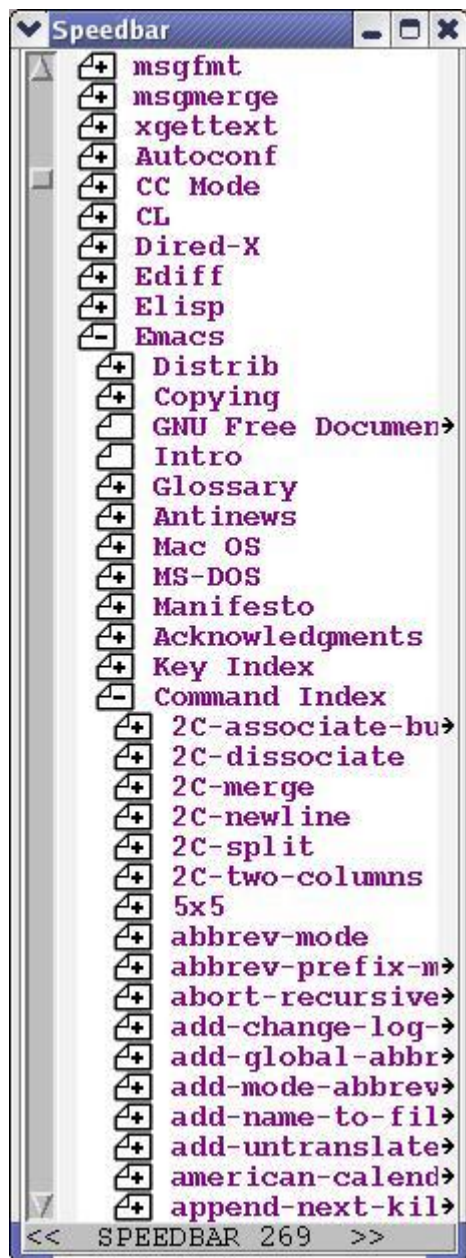 Speedbar
msgfmt
msgmerge
xgettext
Autoconf
CC Mode
CL
Dired-X
Ediff
Elisp
Emacs
Distrib
Copying
GNU Free Documen
Intro
Glossary
Antinews
Mac OS
MS-DOS
Manifesto
Acknowledgments
Key Index
Command Index
2C-associate-bu
2C-dissociate
2C-merge
2C-newline
2C-split
2C-two-columns
5x5
abbrev-mode
abbrev-prefix-m
abort-recursive
add-change-log-
add-global-abbr
add-mode-abbrev
add-name-to-fil
add-untranslate
american-calend
append-next-kil
<< SPEEDBAR 269 >>